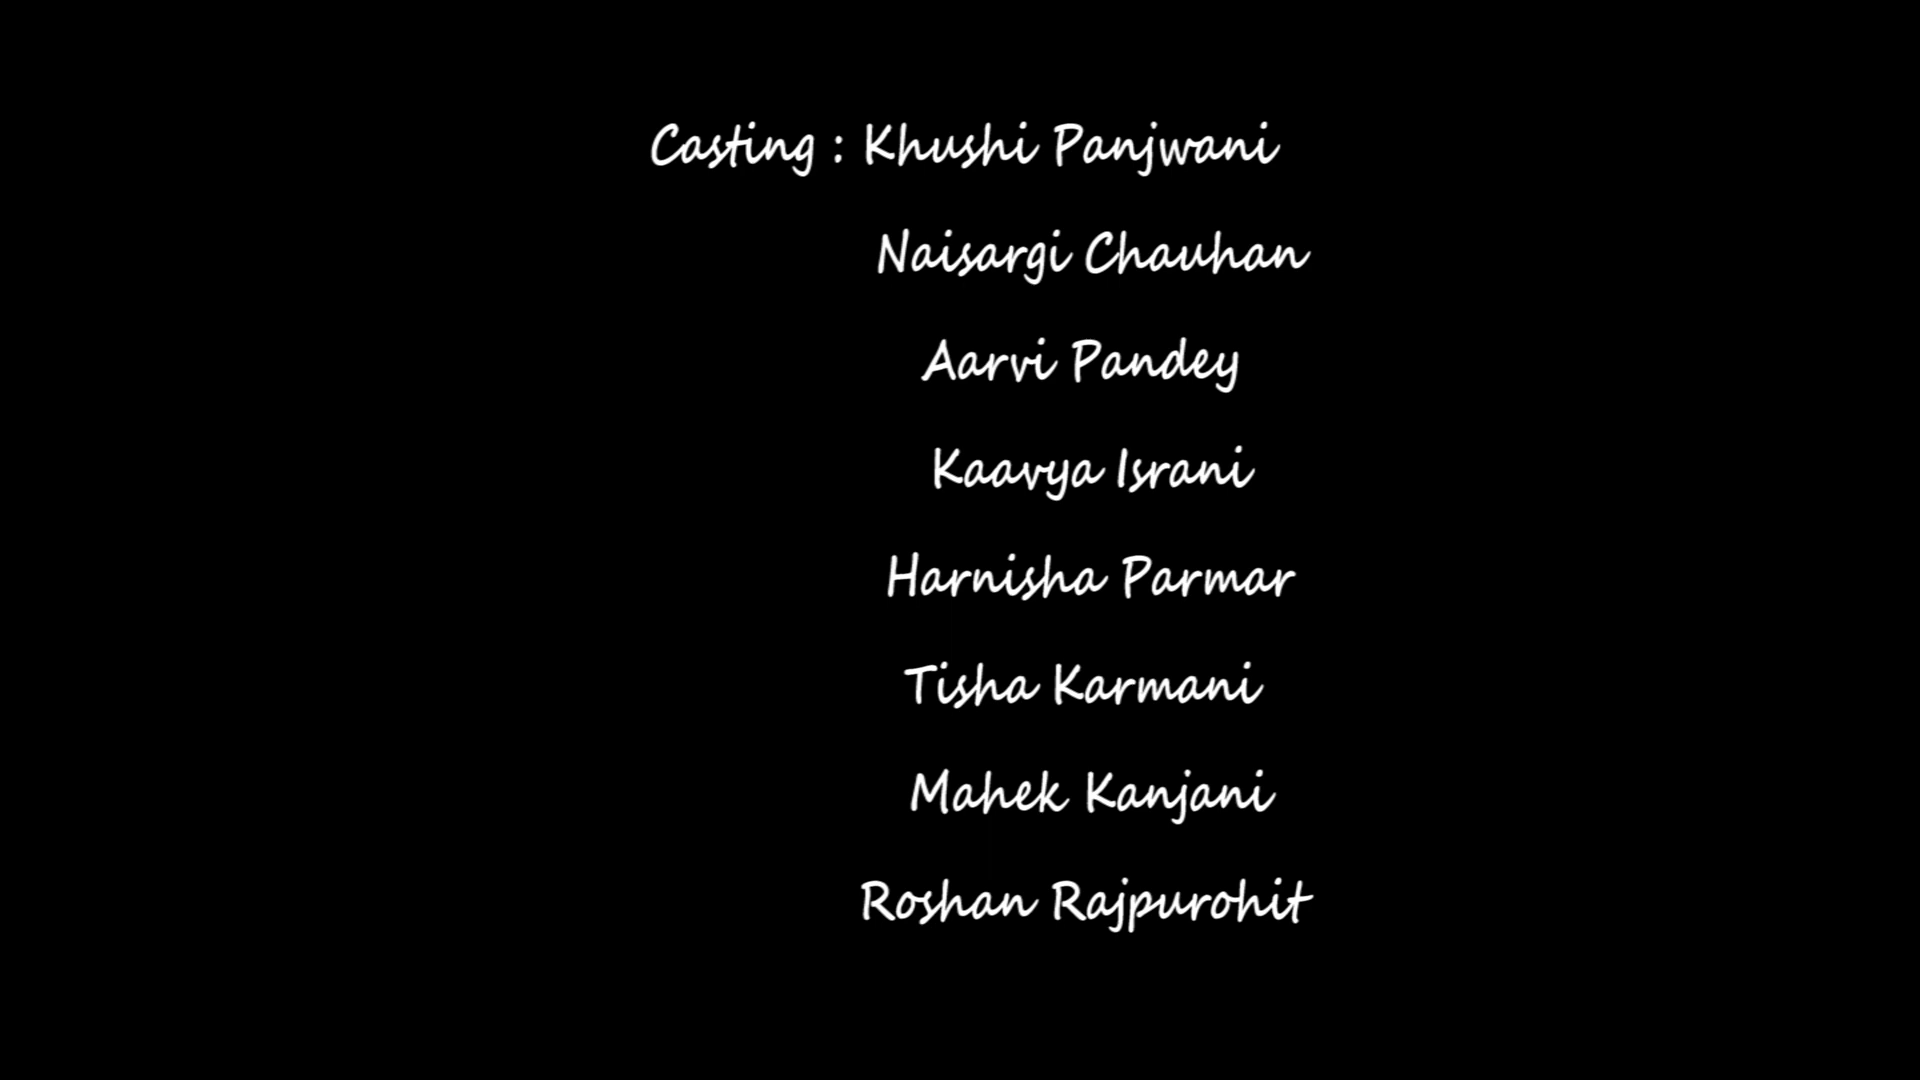 Casting : Khushi Panjwani
Naisargi Chauhan
Aarvi Pandey
Kaavya Israni
Harnisha Parmar
Tisha Karmani
Mahek Kanjani
Roshan Rajpurohit